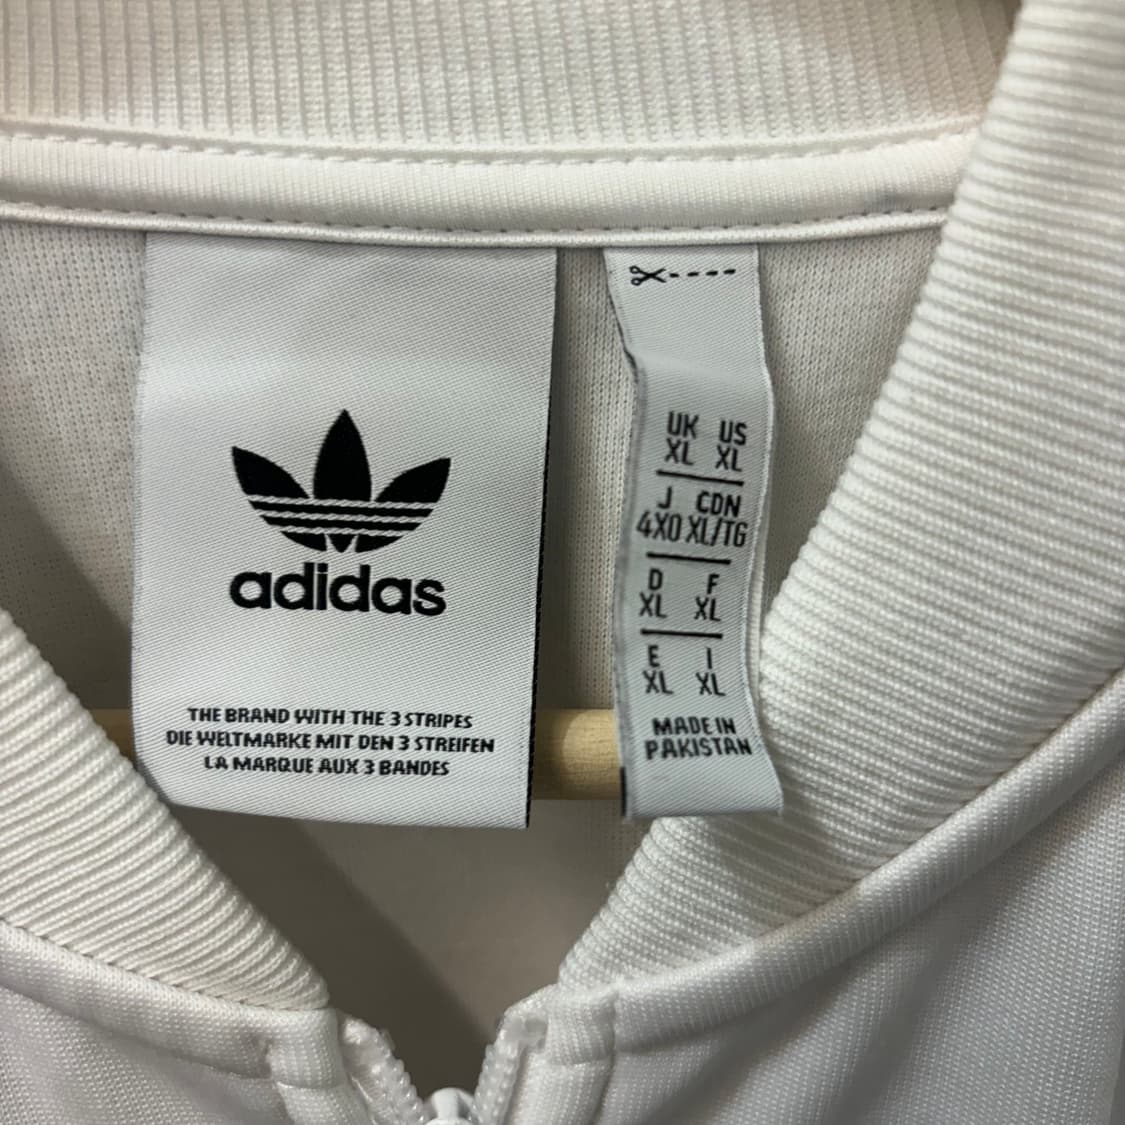 adidas
THE BRAND WITH THE 3 STRIPES
DIE WELTMARKE MIT DEN 3 STREIFEN
LA MARQUE AUX 3 BANDES
UK US
XL XL
J CDN
4XO XL/TG
D F
XL XL
E I
XL XL
MADE IN
PAKISTAN